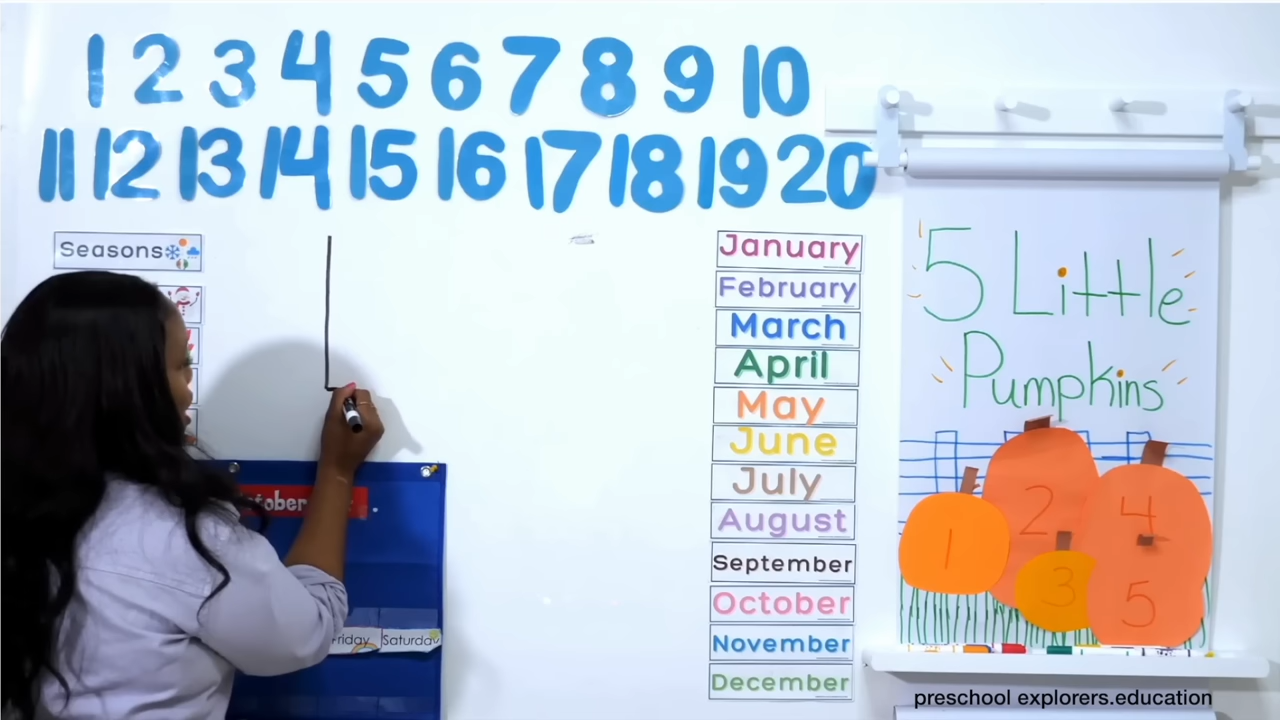 1 2 3 4 5 6 7 8 9 10
11 12 13 14 15 16 17 18 19 20
Seasons
January
February
March
April
May
June
July
August
September
October
November
December
5 Little
Pumpkins
1
2
3
4
5
tober
Friday Saturday
preschool explorers.education